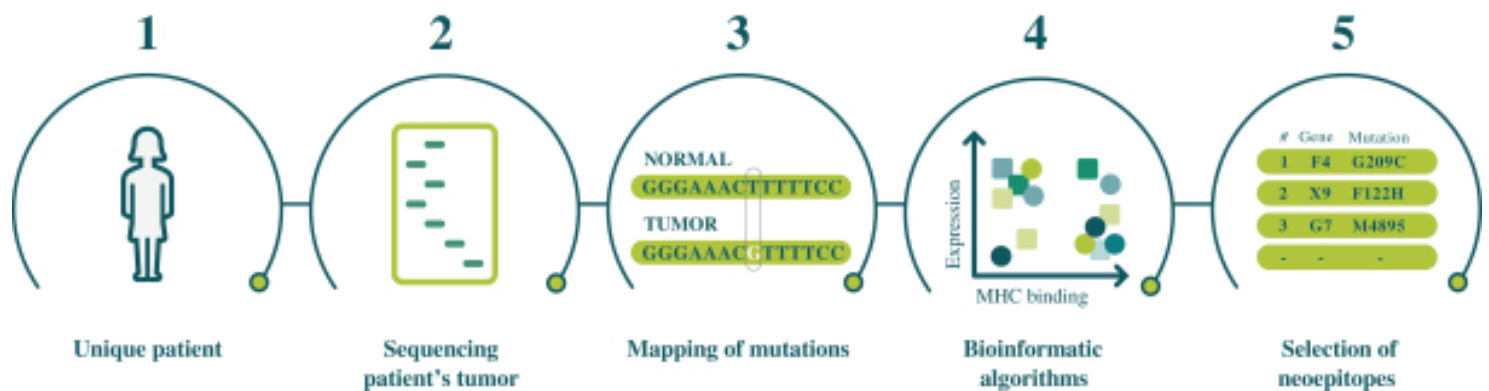 1
2
3
4
5
NORMAL
GGGAAACTTTTTCC
TUMOR
GGGAAACGTTTTCC
Expression
MHC binding
# Gene Mutation
1 F4 G209C
2 X9 F122H
3 G7 M4895
- - -
Unique patient
Sequencing
patient's tumor
Mapping of mutations
Bioinformatic
algorithms
Selection of
neoepitopes